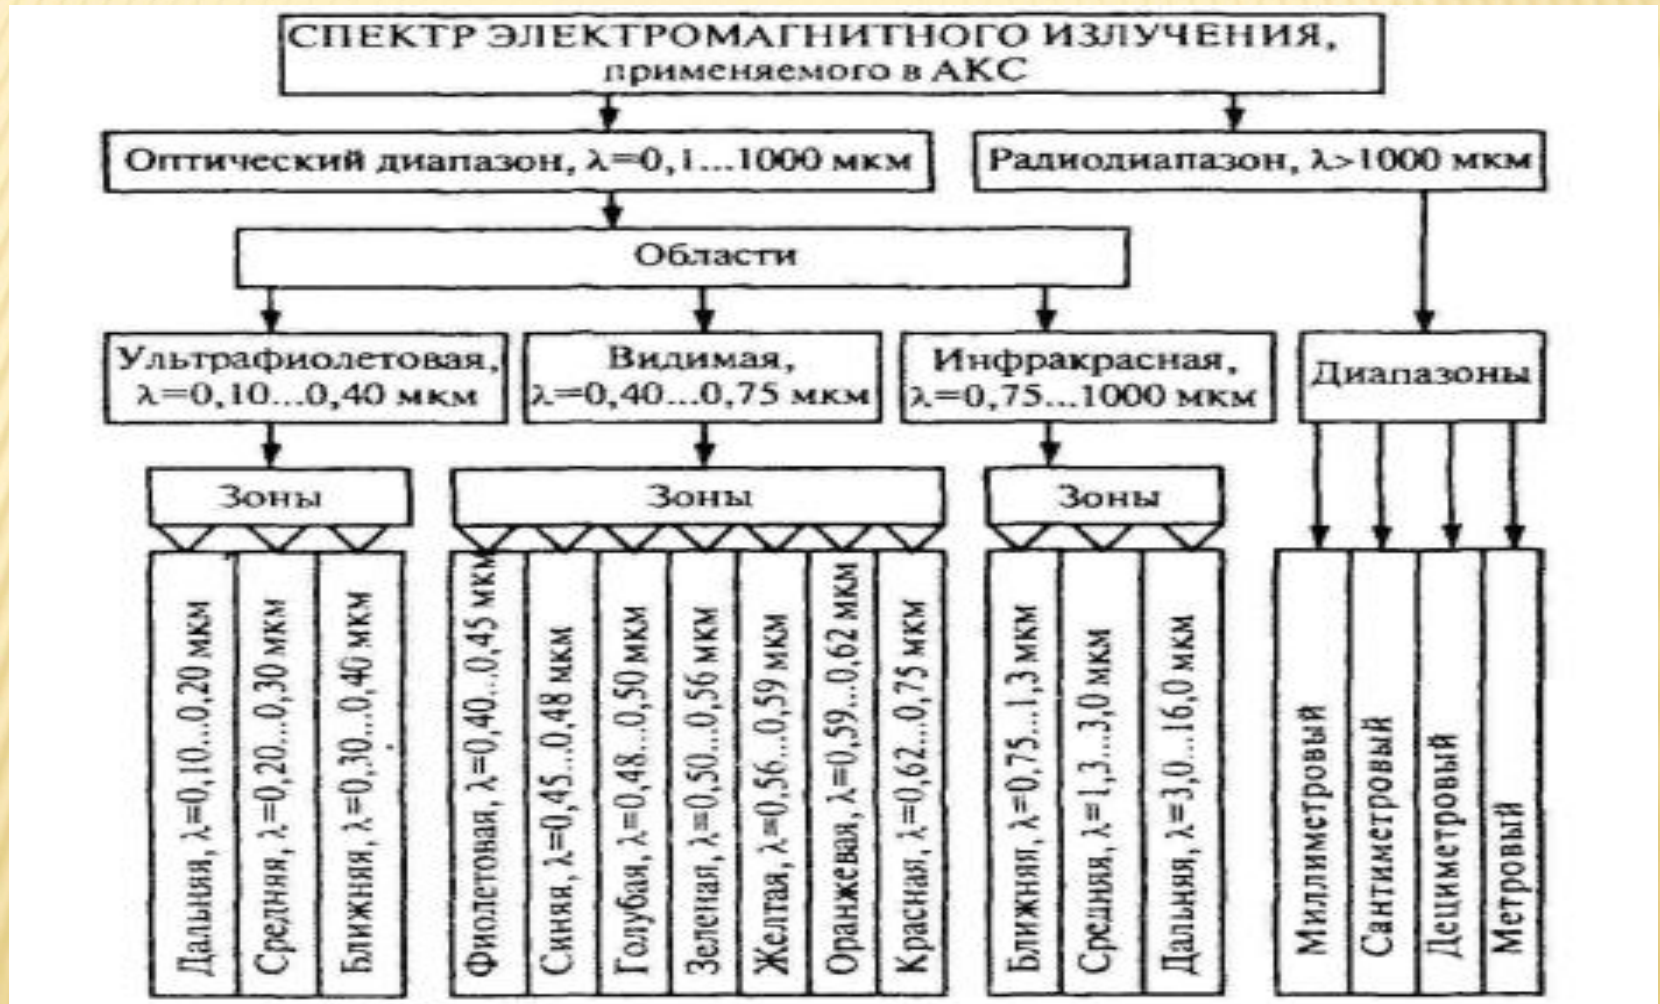 СПЕКТР ЭЛЕКТРОМАГНИТНОГО ИЗЛУЧЕНИЯ,
применяемого в АКС
Оптический диапазон, λ=0,1...1000 мкм
Радиодиапазон, λ>1000 мкм
Области
Ультрафиолетовая,
λ=0,10...0,40 мкм
Видимая,
λ=0,40...0,75 мкм
Инфракрасная,
λ=0,75...1000 мкм
Диапазоны
Зоны
Зоны
Зоны
Дальняя, λ=0,10...0,20 мкм
Средняя, λ=0,20...0,30 мкм
Ближняя, λ=0,30...0,40 мкм
Фиолетовая, λ=0,40...0,45 мкм
Синяя, λ=0,45...0,48 мкм
Голубая, λ=0,48...0,50 мкм
Зеленая, λ=0,50...0,56 мкм
Желтая, λ=0,56...0,59 мкм
Оранжевая, λ=0,59...0,62 мкм
Красная, λ=0,62...0,75 мкм
Ближняя, λ=0,75...1,3 мкм
Средняя, λ=1,3...3,0 мкм
Дальняя, λ=3,0...16,0 мкм
Миллиметровый
Сантиметровый
Дециметровый
Метровый